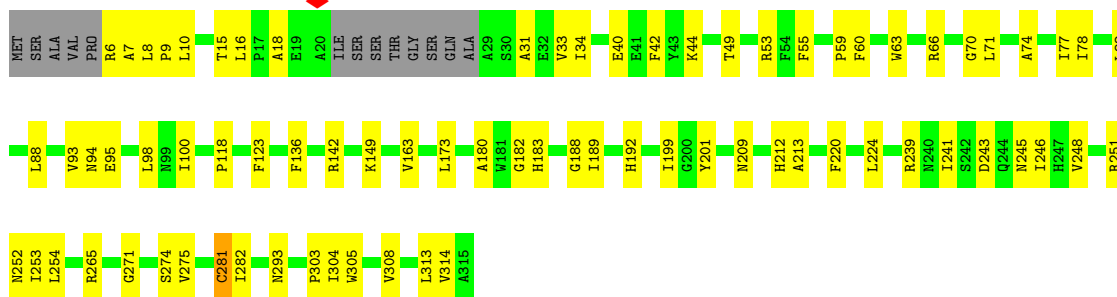 MET SER ALA VAL PRO R6 A7 L8 P9 L10 T15 L16 P17 A18 E19 A20 ILE SER SER THR GLY SER GLN ALA A29 S30 A31 E32 V33 I34 E40 E41 F42 Y43 K44 T49 R53 F54 F55 P59 F60 W63 R66 G70 L71 A74 I77 I78
L88 V93 N94 E95 L98 N99 I100 P118 F123 F136 R142 K149 V163 L173 A180 W181 G182 H183 G188 I189 H192 I199 G200 Y201 N209 H212 A213 F220 L224 R239 N240 I241 S242 D243 Q244 N245 I246 H247 V248 R251
N252 I253 L254 R265 G271 S274 V275 C281 I282 N293 P303 I304 W305 V308 L313 V314 A315